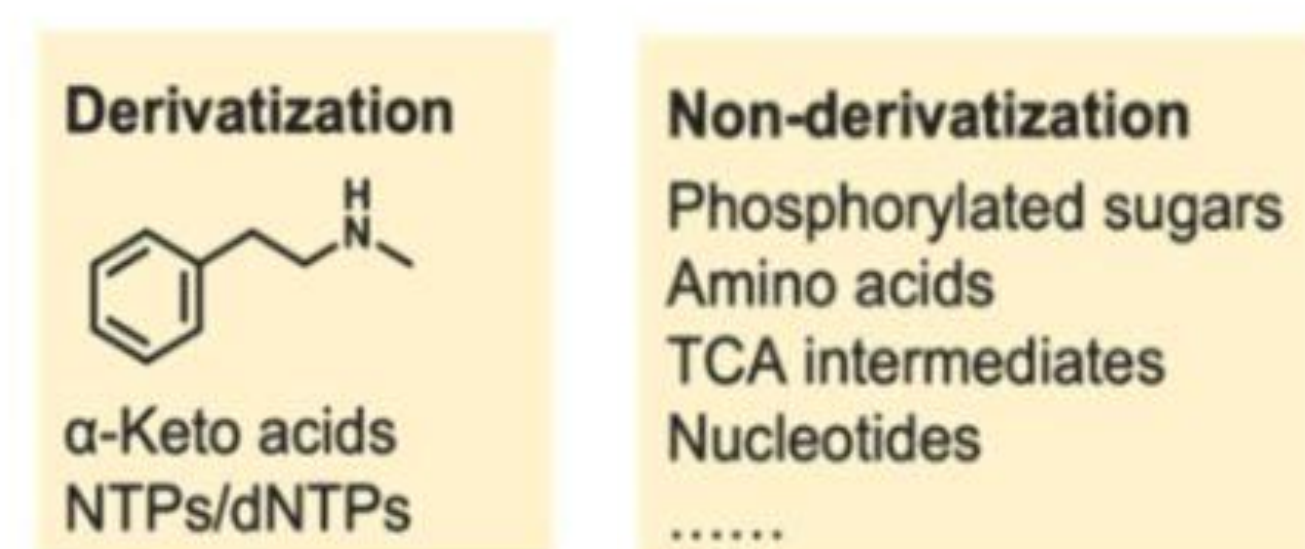 Derivatization
H
N
α-Keto acids
NTPs/dNTPs
Non-derivatization
Phosphorylated sugars
Amino acids
TCA intermediates
Nucleotides
......